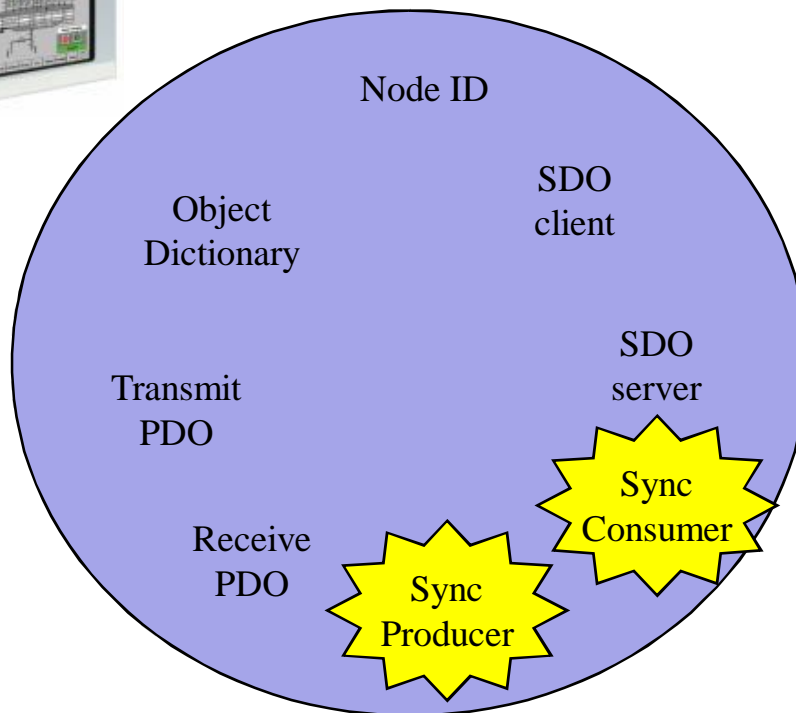 Node ID
SDO
client
Object
Dictionary
SDO
server
Transmit
PDO
Sync
Consumer
Receive
PDO
Sync
Producer